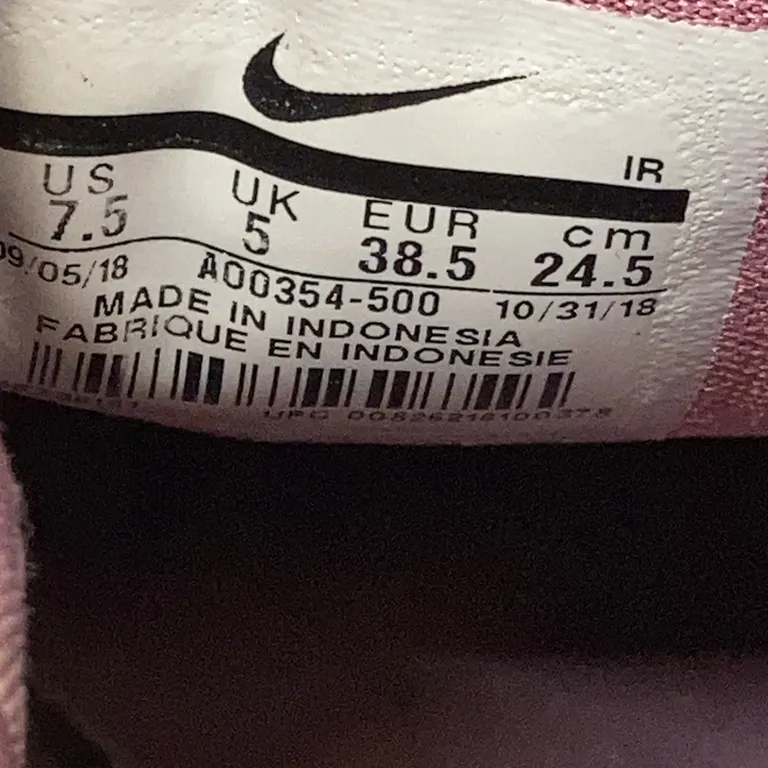 IR
US UK EUR cm
7.5 5 38.5 24.5
09/05/18 AO0354-500 10/31/18
MADE IN INDONESIA
FABRIQUE EN INDONESIE
UPC